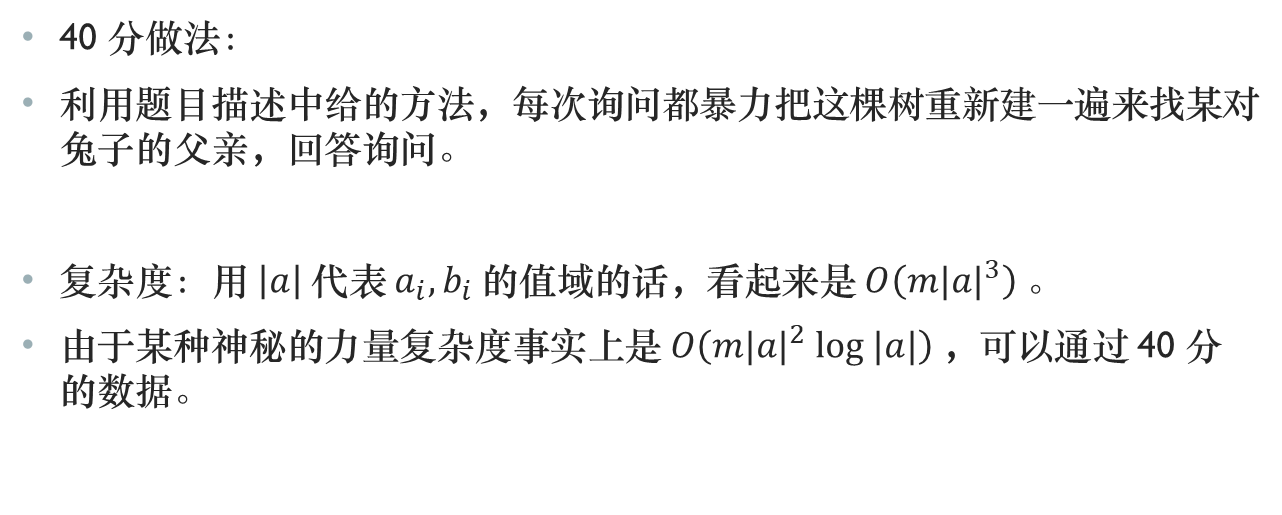 • 40 分做法：
• 利用题目描述中给的方法，每次询问都暴力把这棵树重新建一遍来找某对
兔子的父亲，回答询问。
• 复杂度：用 |a| 代表 aᵢ, bᵢ 的值域的话，看起来是 O(m|a|³) 。
• 由于某种神秘的力量复杂度事实上是 O(m|a|² log |a|) ，可以通过 40 分
的数据。